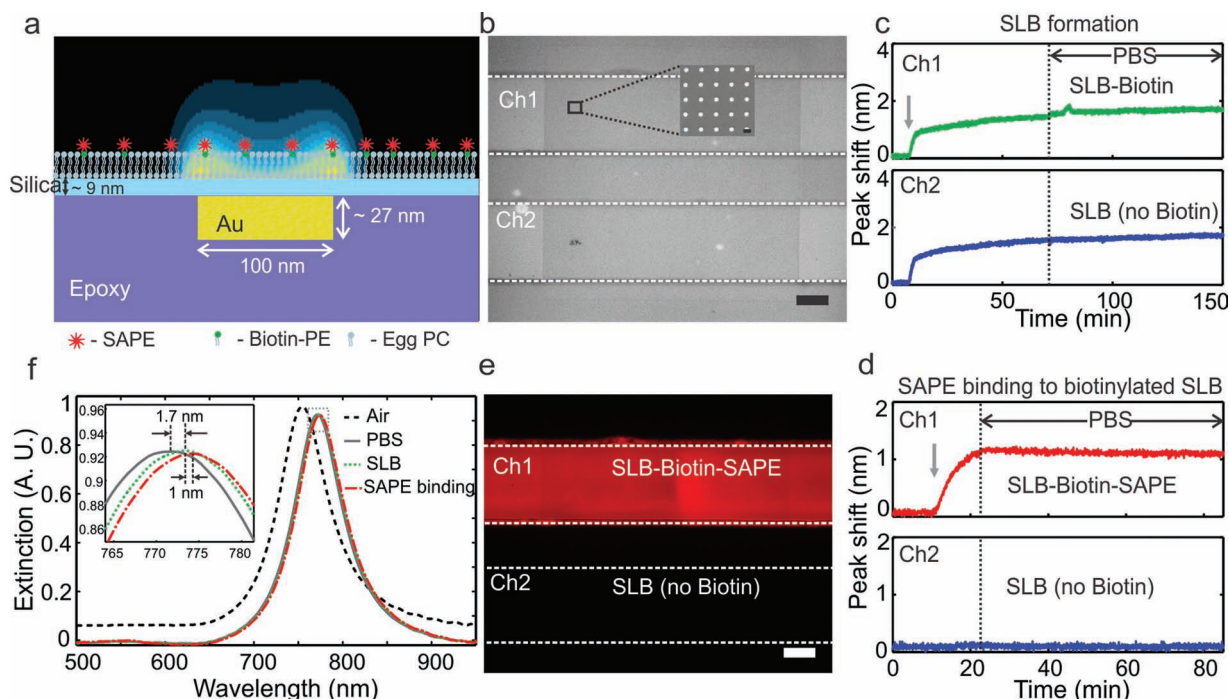 a
Silica
~ 9 nm
Au
~ 27 nm
100 nm
Epoxy
- SAPE
- Biotin-PE
- Egg PC
b
Ch1
Ch2
c
SLB formation
4
2
0
Ch1
PBS
SLB-Biotin
4
2
0
Ch2
SLB (no Biotin)
Peak shift (nm)
0
50
100
150
Time (min)
f
1
0.8
0.6
0.4
0.2
0
Extinction (A. U.)
500
600
700
800
900
Wavelength (nm)
0.96
0.94
0.92
0.9
0.88
0.86
765
770
775
780
1.7 nm
1 nm
Air
PBS
SLB
SAPE binding
e
Ch1
SLB-Biotin-SAPE
Ch2
SLB (no Biotin)
d
SAPE binding to biotinylated SLB
2
1
0
Ch1
PBS
SLB-Biotin-SAPE
2
1
0
Ch2
SLB (no Biotin)
Peak shift (nm)
0
20
40
60
80
Time (min)